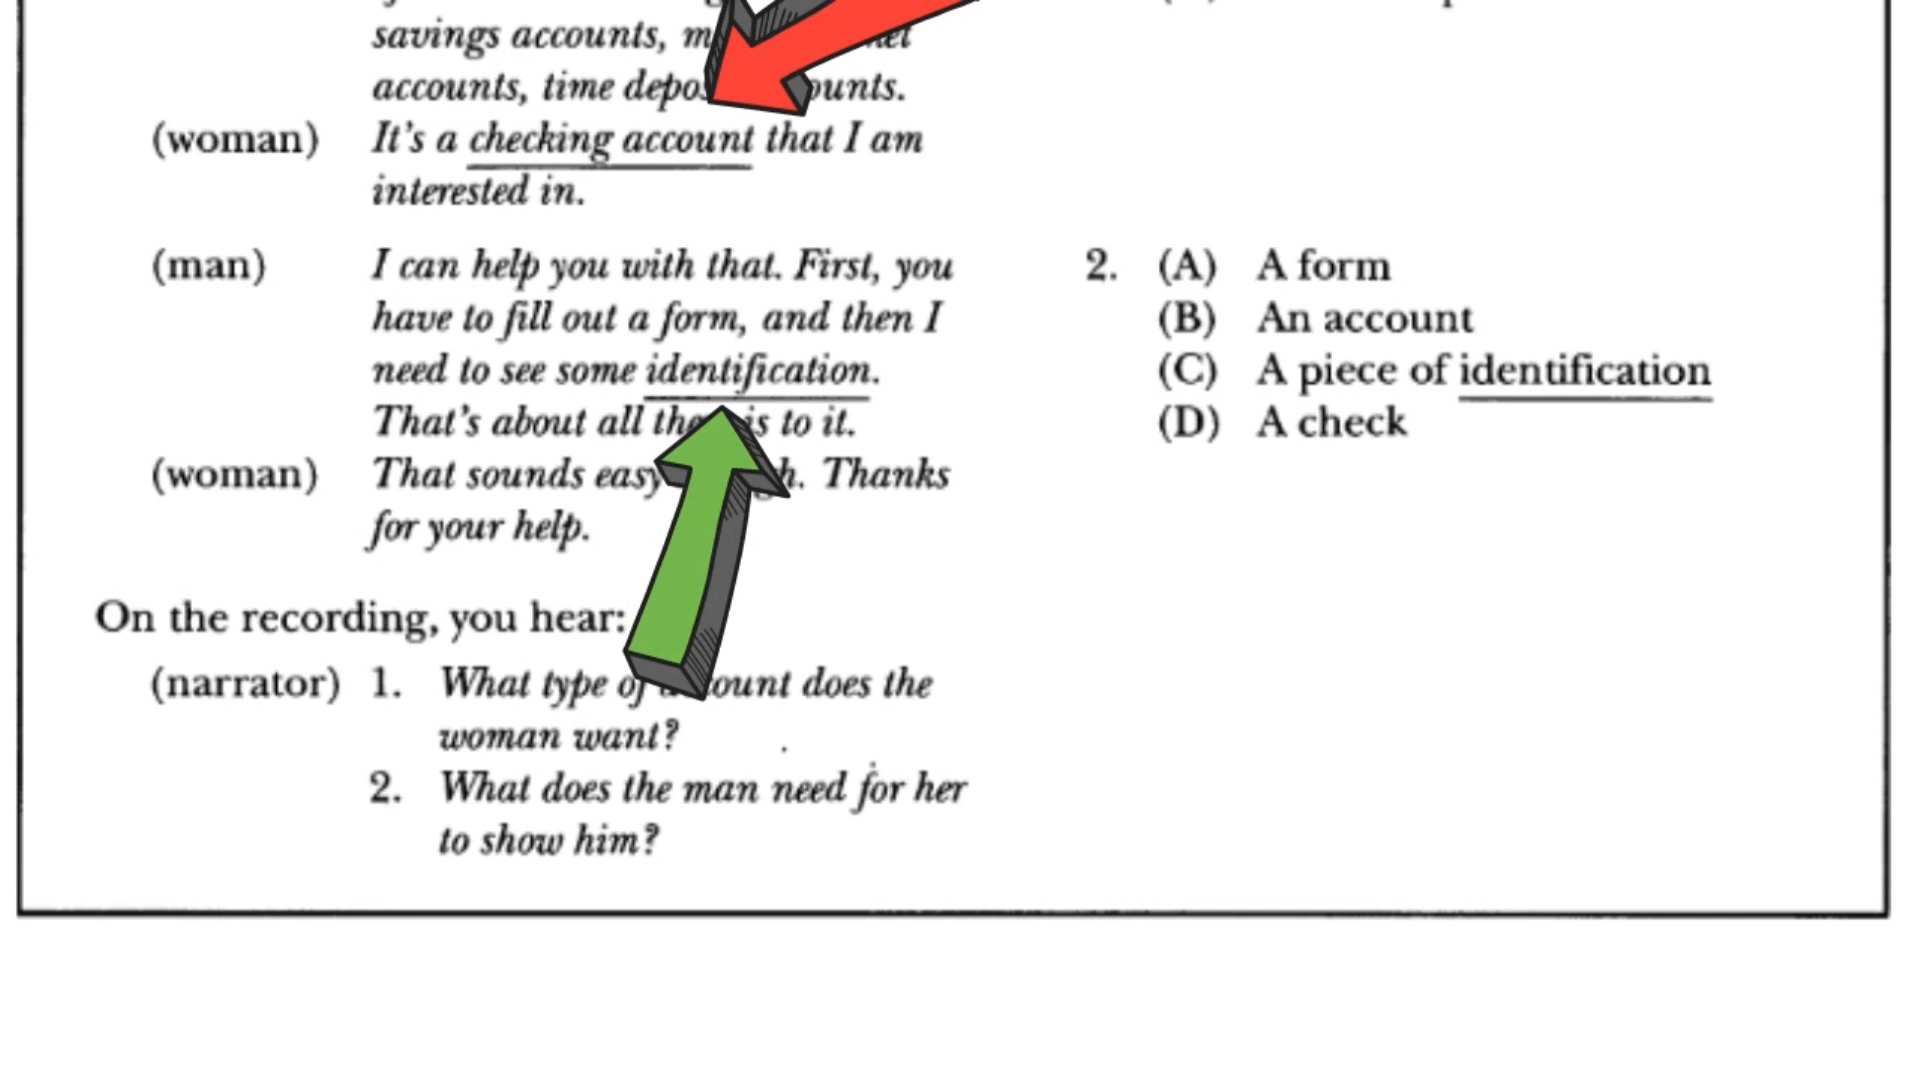 savings accounts,
accounts, time accounts.
(woman) It's a checking account that I am
interested in.
(man) I can help you with that. First, you
have to fill out a form, and then I
need to see some identification.
That's about all there is to it.
(woman) That sounds easy enough. Thanks
for your help.
2. (A) A form
(B) An account
(C) A piece of identification
(D) A check
On the recording, you hear:
(narrator) 1. What type of account does the
woman want?
2. What does the man need for her
to show him?